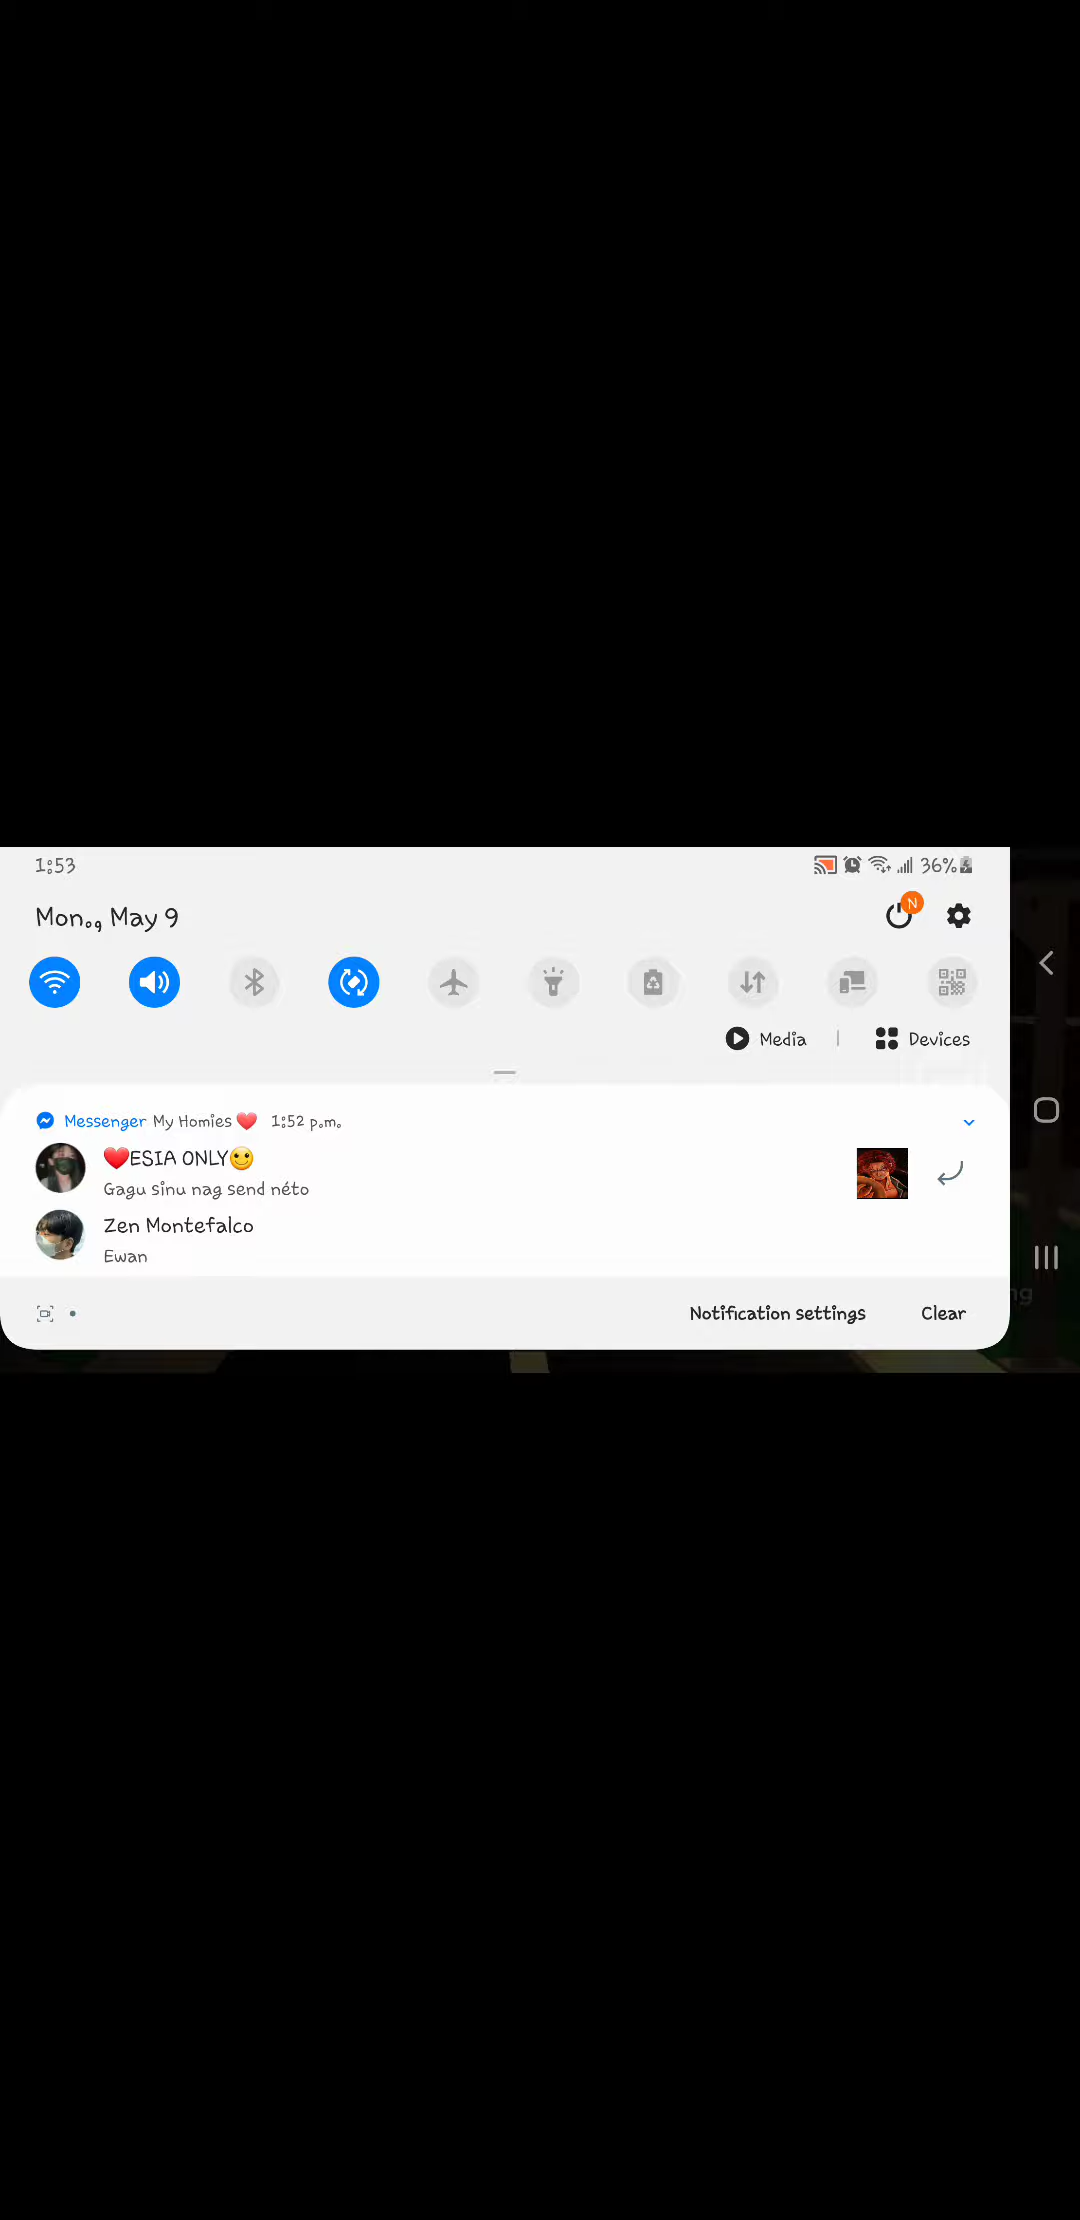 1:53
36%
Mon., May 9
N
Media | Devices
Messenger My Homies ❤️ 1:52 p.m.
❤️ESIA ONLY🙂
Gagu sinu nag send néto
Zen Montefalco
Ewan
Notification settings Clear